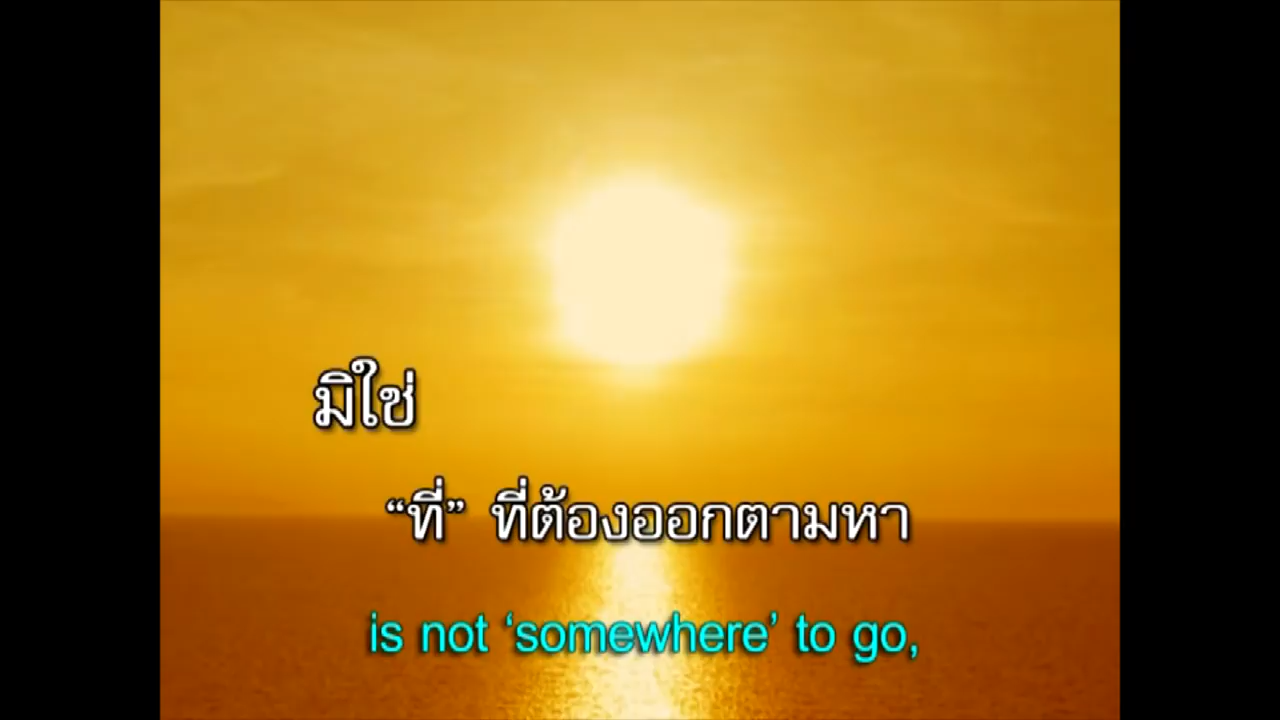 มิใช่
“ที่” ที่ต้องออกตามหา
is not ‘somewhere’ to go,